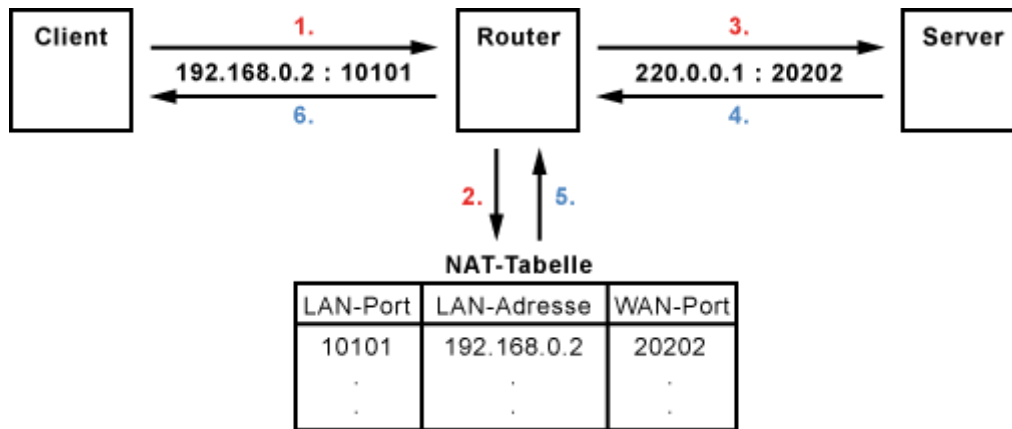 Client
1.
Router
3.
Server
192.168.0.2 : 10101
220.0.0.1 : 20202
6.
4.
2.
5.
NAT-Tabelle
LAN-Port LAN-Adresse WAN-Port
10101 192.168.0.2 20202
. . .
. . .